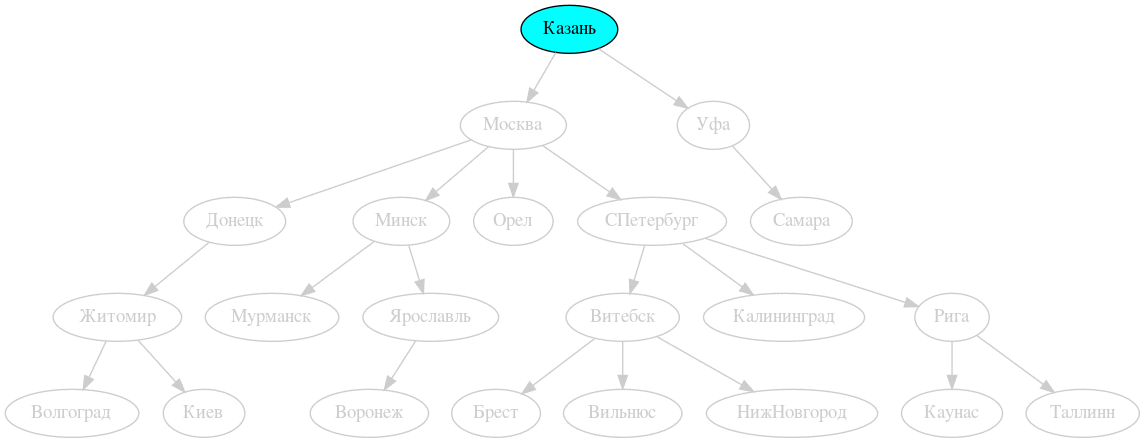 Казань
Москва
Уфа
Донецк
Минск
Орел
СПетербург
Самара
Житомир
Мурманск
Ярославль
Витебск
Калининград
Рига
Волгоград
Киев
Воронеж
Брест
Вильнюс
НижНовгород
Каунас
Таллинн